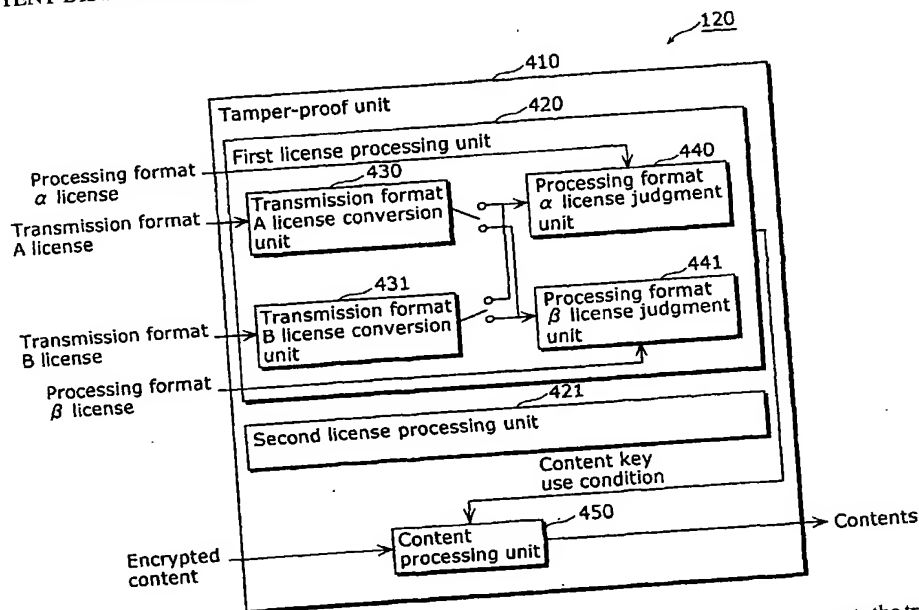 120
410
Tamper-proof unit
420
First license processing unit
Processing format
α license
430
440
Transmission format
A license
Transmission format
A license conversion
unit
Processing format
α license judgment
unit
431
441
Transmission format
B license
Transmission format
B license conversion
unit
Processing format
β license judgment
unit
Processing format
β license
421
Second license processing unit
Content key
use condition
450
Encrypted
content
Content
processing unit
Contents